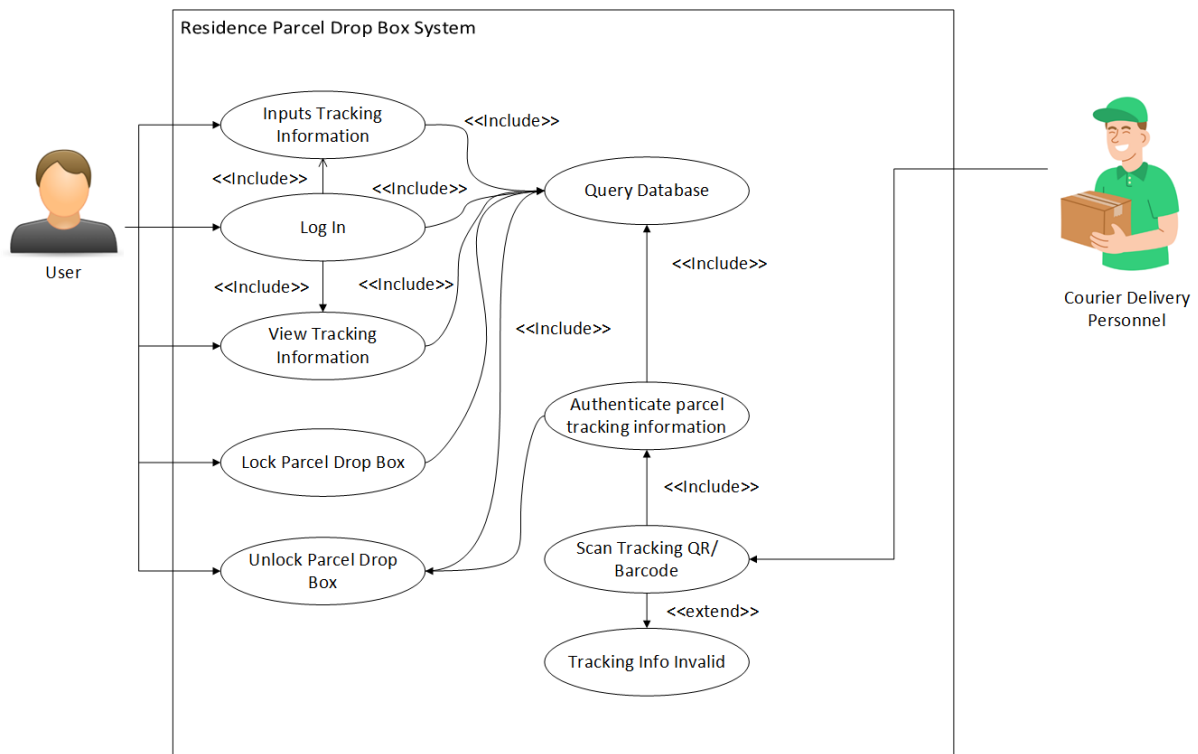 Residence Parcel Drop Box System
Inputs Tracking
Information
<<Include>>
<<Include>>
<<Include>>
Query Database
Log In
User
<<Include>>
<<Include>>
<<Include>>
Courier Delivery
Personnel
View Tracking
Information
<<Include>>
Authenticate parcel
tracking information
Lock Parcel Drop Box
<<Include>>
Unlock Parcel Drop
Box
Scan Tracking QR/
Barcode
<<extend>>
Tracking Info Invalid